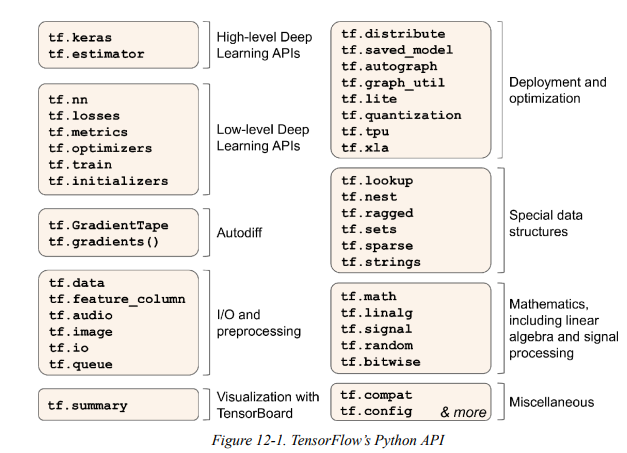 tf.keras
tf.estimator
High-level Deep
Learning APIs
tf.nn
tf.losses
tf.metrics
tf.optimizers
tf.train
tf.initializers
Low-level Deep
Learning APIs
tf.GradientTape
tf.gradients()
Autodiff
tf.data
tf.feature_column
tf.audio
tf.image
tf.io
tf.queue
I/O and
preprocessing
tf.summary
Visualization with
TensorBoard
tf.distribute
tf.saved_model
tf.autograph
tf.graph_util
tf.lite
tf.quantization
tf.tpu
tf.xla
Deployment and
optimization
tf.lookup
tf.nest
tf.ragged
tf.sets
tf.sparse
tf.strings
Special data
structures
tf.math
tf.linalg
tf.signal
tf.random
tf.bitwise
Mathematics,
including linear
algebra and signal
processing
tf.compat
tf.config & more
Miscellaneous
Figure 12-1. TensorFlow's Python API